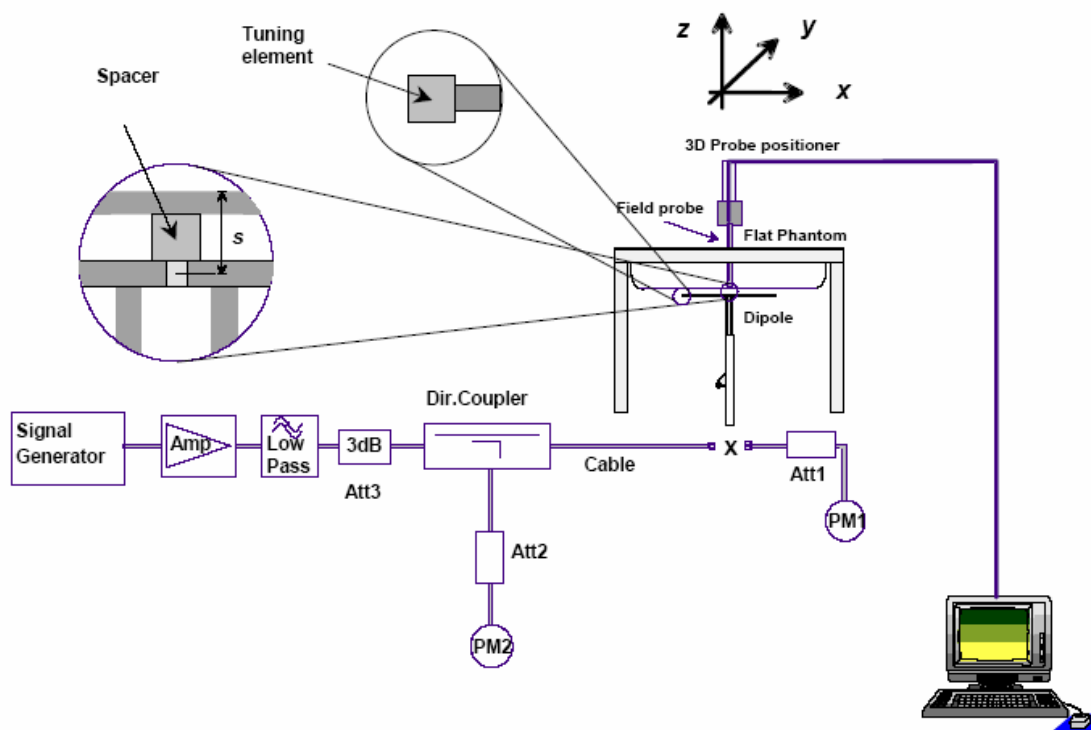 Tuning
element
Spacer
z
y
x
3D Probe positioner
Field probe
Flat Phantom
s
Dipole
Dir.Coupler
Signal
Generator
Amp
Low
Pass
3dB
Att3
Cable
X
Att1
PM1
Att2
PM2